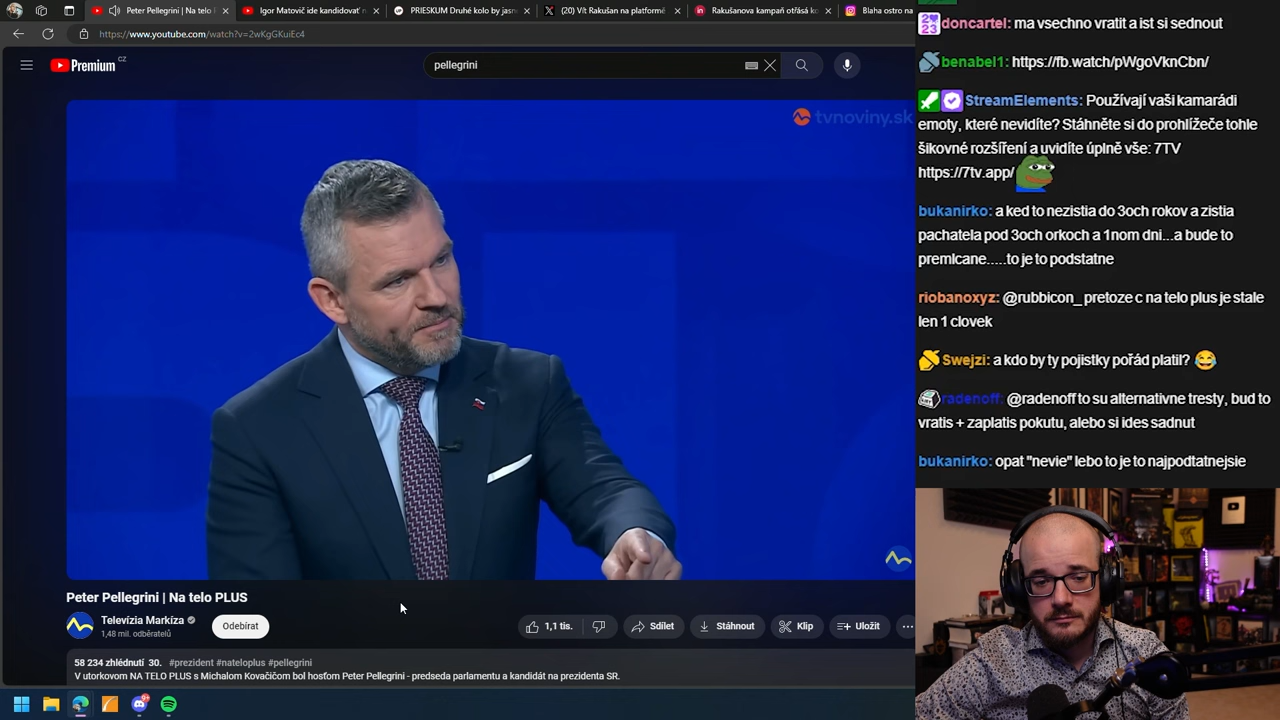 Peter Pellegrini | Na telo
Igor Matovič ide kandidovať
PRIESKUM Druhé kolo by jasn
(20) Vít Rakušan na platformě
Rakušanova kampaň otřásá ko
Blaha ostro na
https://www.youtube.com/watch?v=2wKgGKuiEc4
Premium CZ
pellegrini
tvnoviny.sk
Peter Pellegrini | Na telo PLUS
Televízia Markíza
1,48 mil. odběratelů
Odebírat
1,1 tis.
Sdílet
Stáhnout
Klip
Uložit
58 234 zhlédnutí 30. #prezident #nateloplus #pellegrini
V utorkovom NA TELO PLUS s Michalom Kovačičom bol hosťom Peter Pellegrini - predseda parlamentu a kandidát na prezidenta SR.
doncartel: ma vsechno vratit a ist si sednout
benabel1: https://fb.watch/pWgoVknCbn/
StreamElements: Používají vaši kamarádi
emoty, které nevidíte? Stáhněte si do prohlížeče tohle
šikovné rozšíření a uvidíte úplně vše: 7TV
https://7tv.app/
bukanirko: a ked to nezistia do 3och rokov a zistia
pachatela pod 3och orkoch a 1nom dni...a bude to
premlcane.....to je to podstatne
riobanoxyz: @rubbicon_ pretoze c na telo plus je stale
len 1 clovek
Swejzi: a kdo by ty pojistky pořád platil?
radenoff: @radenoff to su alternativne tresty, bud to
vratis + zaplatis pokutu, alebo si ides sadnut
bukanirko: opat "nevie" lebo to je to najpodtatnejsie